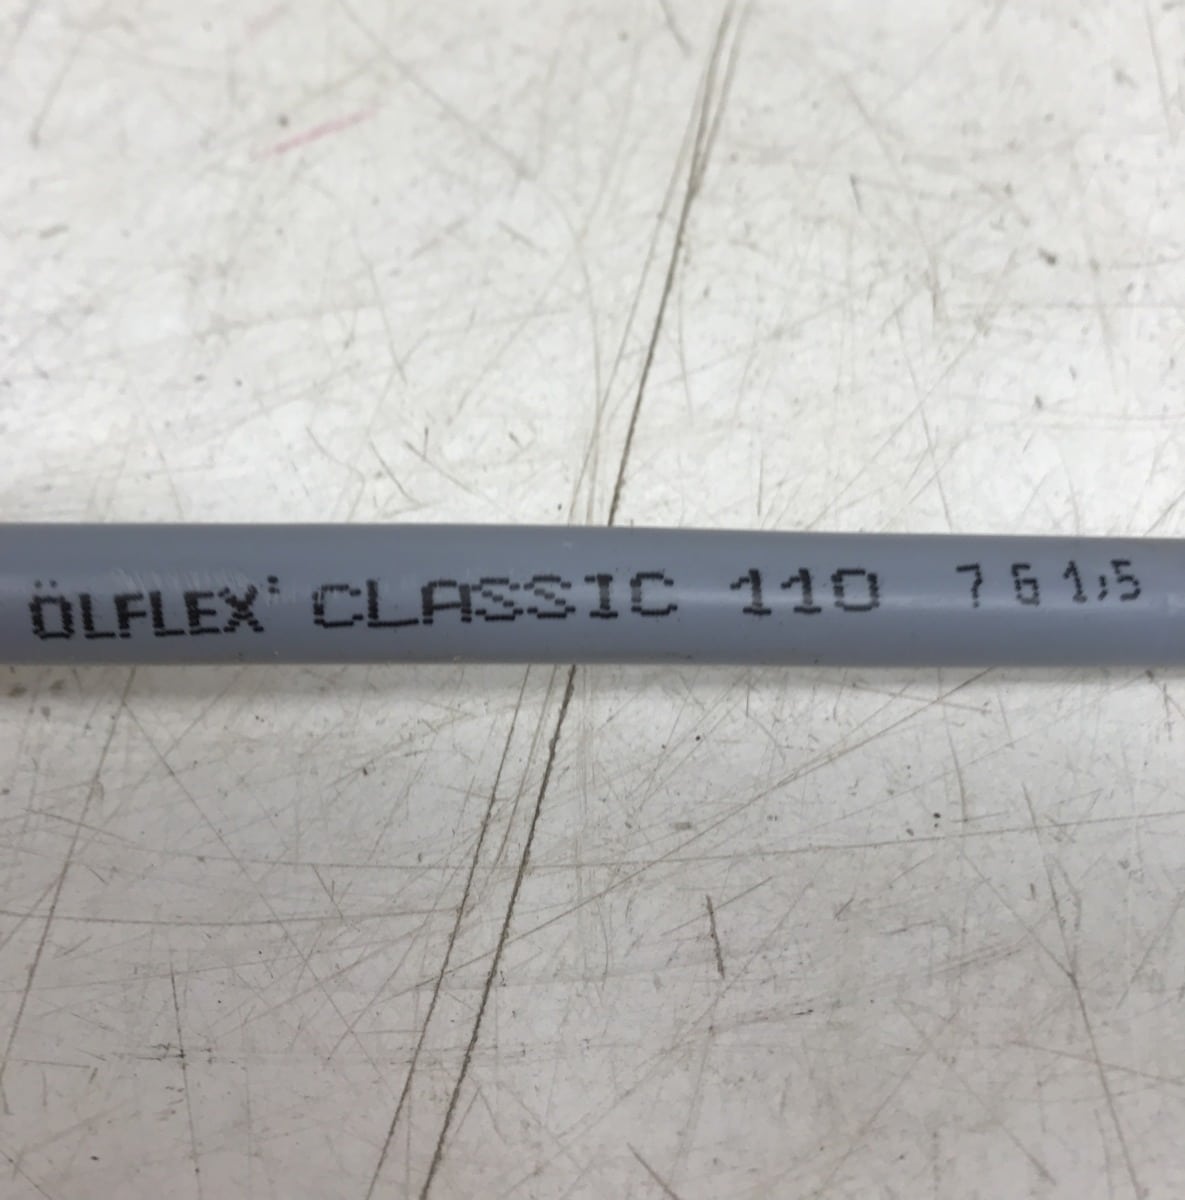 ÖLFLEX® CLASSIC 110 7 G 1,5